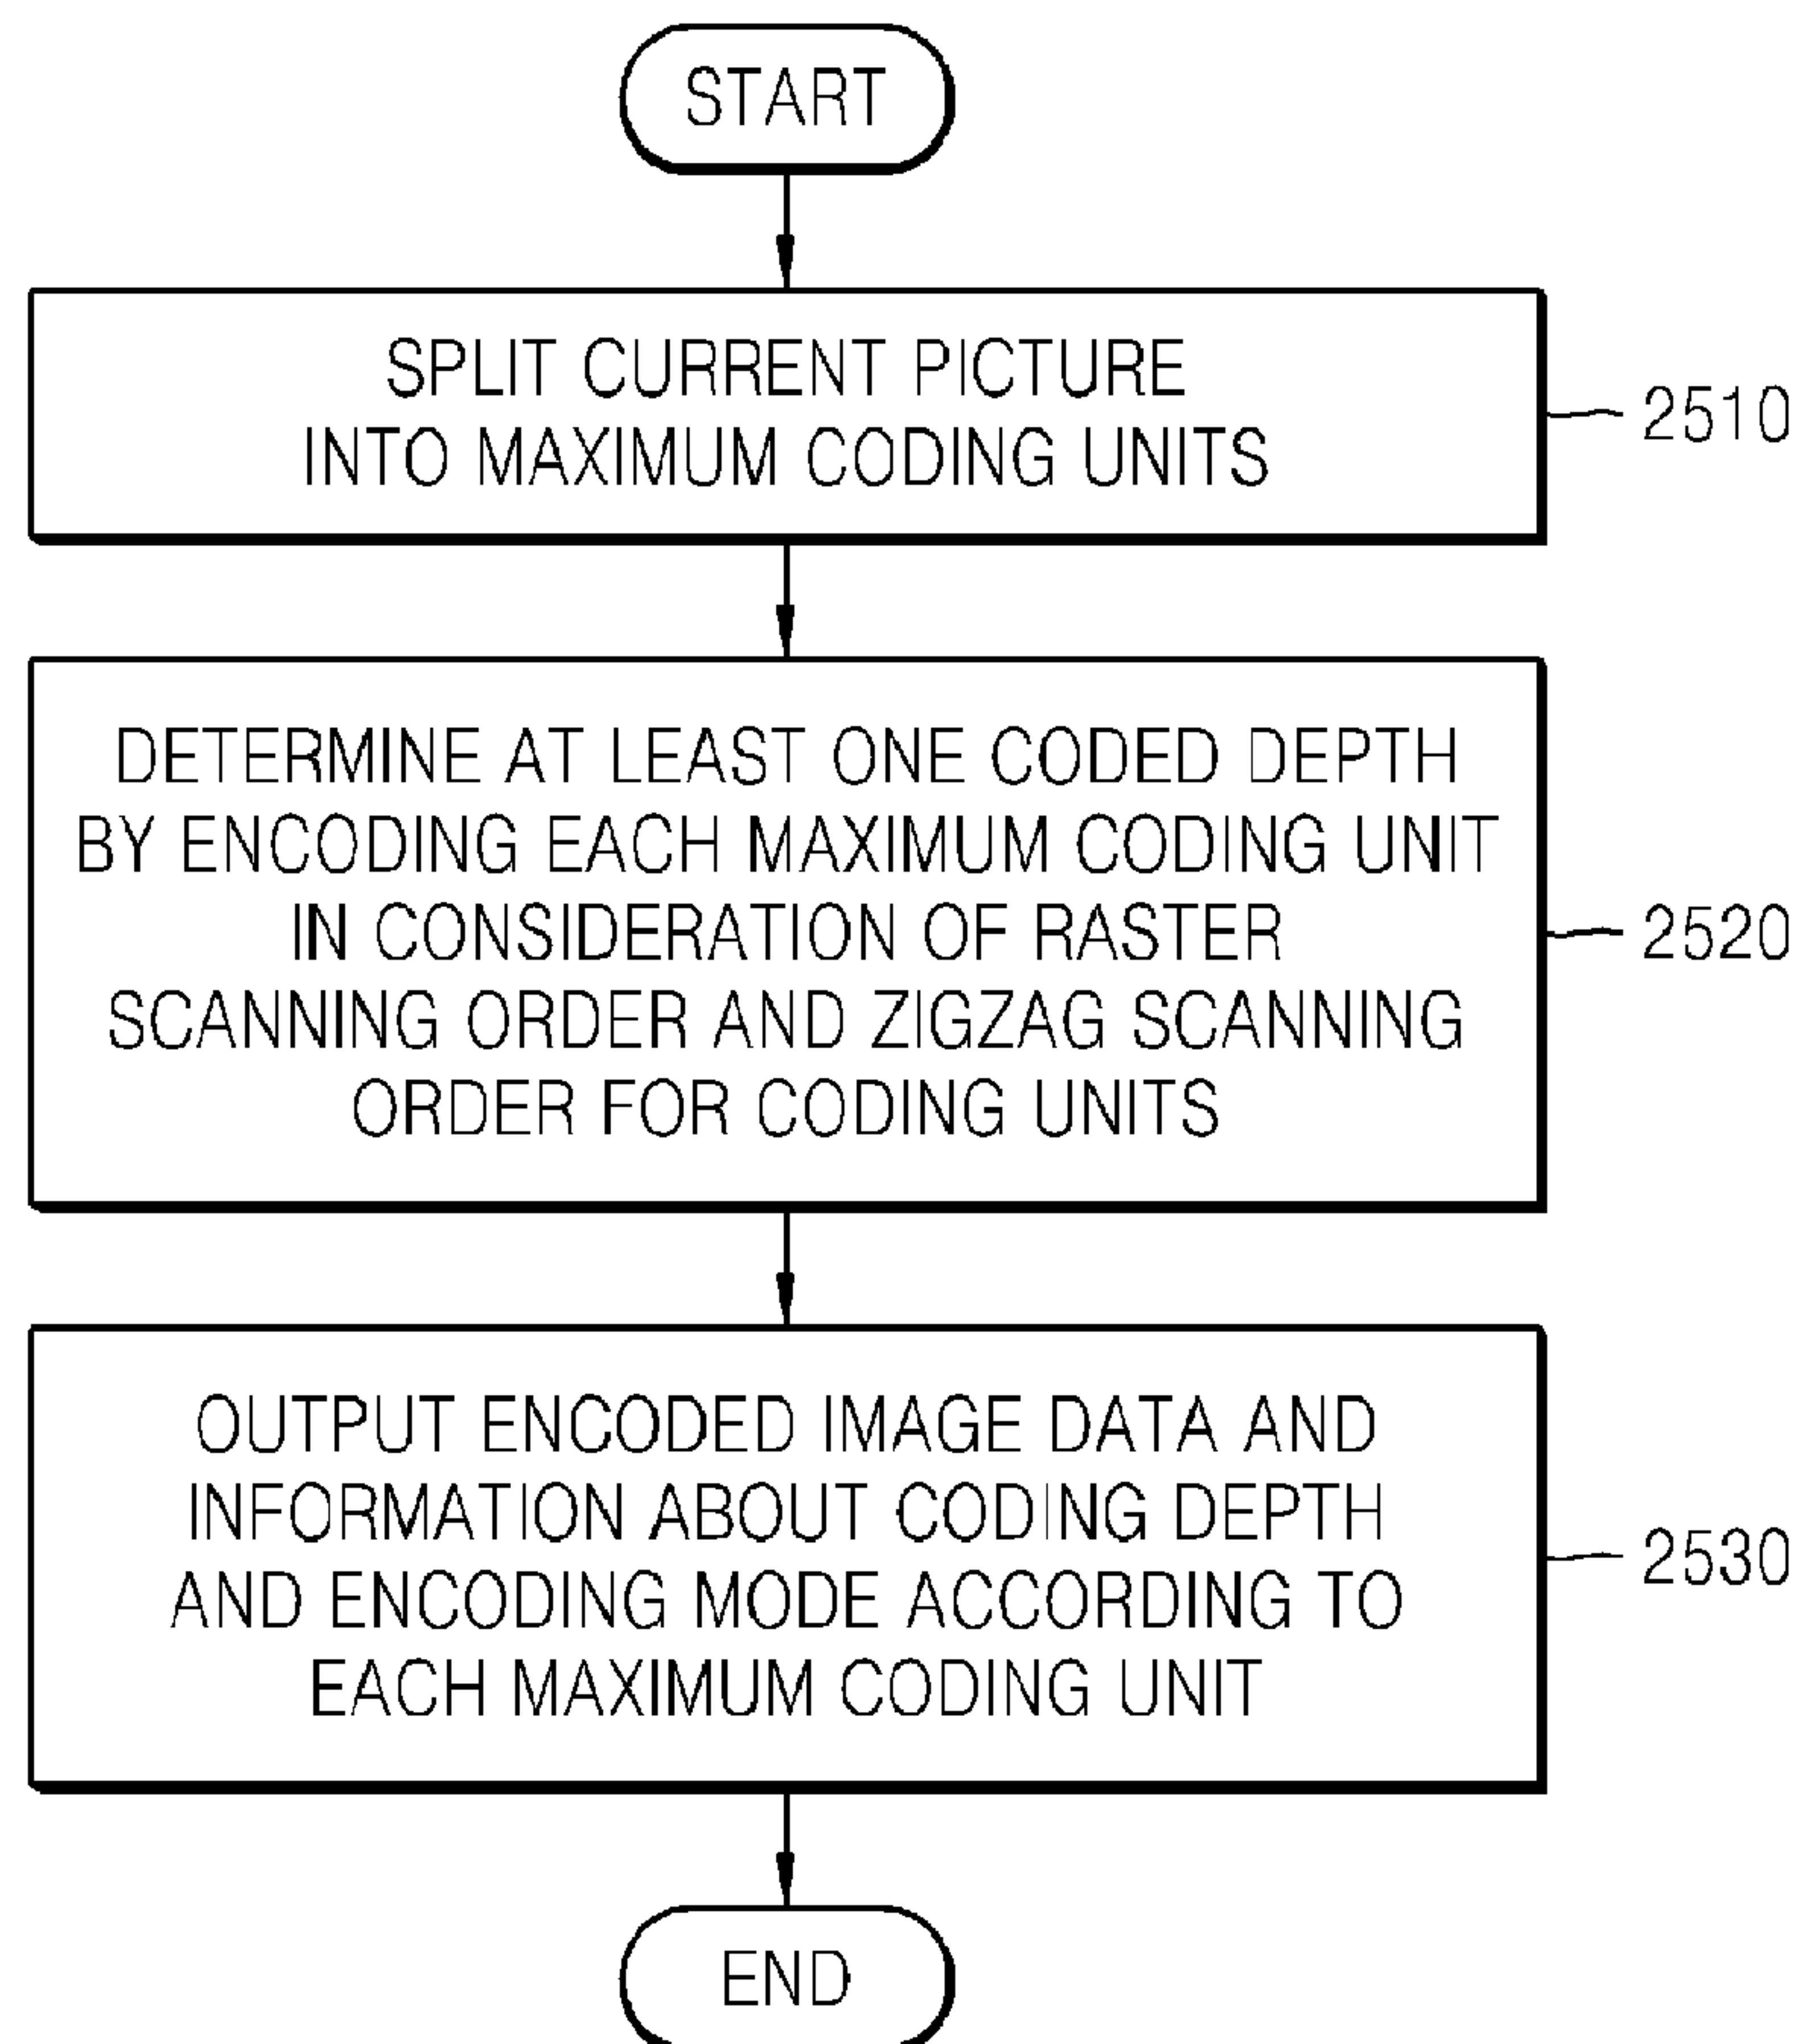 START
SPLIT CURRENT PICTURE
INTO MAXIMUM CODING UNITS
2510
DETERMINE AT LEAST ONE CODED DEPTH
BY ENCODING EACH MAXIMUM CODING UNIT
IN CONSIDERATION OF RASTER
SCANNING ORDER AND ZIGZAG SCANNING
ORDER FOR CODING UNITS
2520
OUTPUT ENCODED IMAGE DATA AND
INFORMATION ABOUT CODING DEPTH
AND ENCODING MODE ACCORDING TO
EACH MAXIMUM CODING UNIT
2530
END